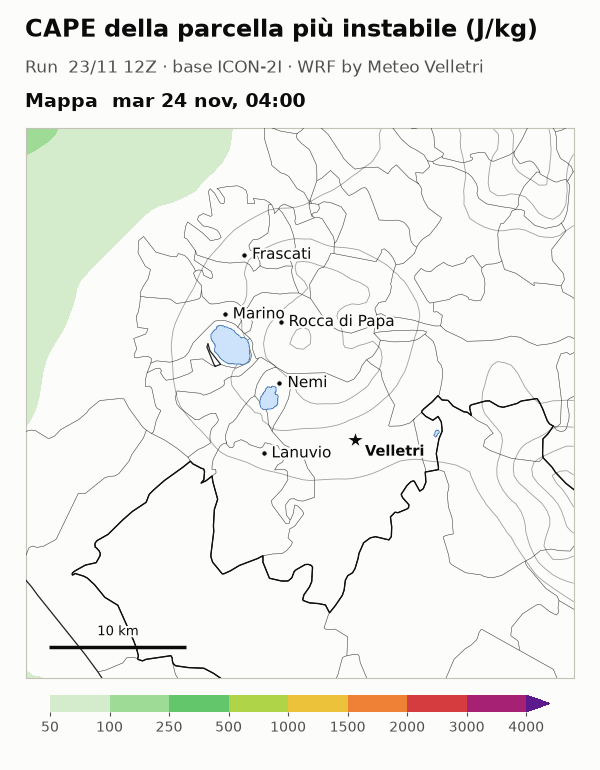 CAPE della parcella più instabile (J/kg)
Run  23/11 12Z · base ICON-2I · WRF by Meteo Velletri
Mappa  mar 24 nov, 04:00
Frascati
Marino
Rocca di Papa
Nemi
Velletri
Lanuvio
10 km
50 100 250 500 1000 1500 2000 3000 4000